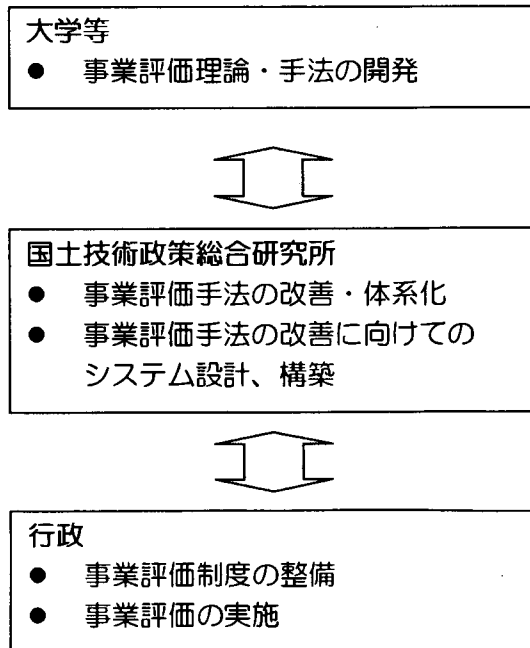 大学等
● 事業評価理論・手法の開発
国土技術政策総合研究所
● 事業評価手法の改善・体系化
● 事業評価手法の改善に向けての
システム設計、構築
行政
● 事業評価制度の整備
● 事業評価の実施